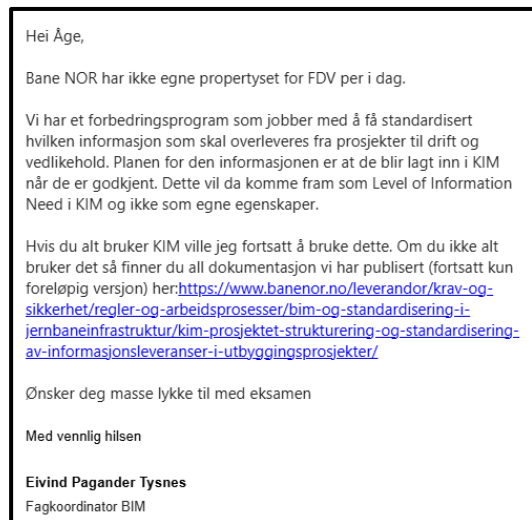 Hei Åge,
Bane NOR har ikke egne propertyset for FDV per i dag.
Vi har et forbedringsprogram som jobber med å få standardisert
hvilken informasjon som skal overleveres fra prosjekter til drift og
vedlikehold. Planen for den informasjonen er at de blir lagt inn i KIM
når de er godkjent. Dette vil da komme fram som Level of Information
Need i KIM og ikke som egne egenskaper.
Hvis du alt bruker KIM ville jeg fortsatt å bruke dette. Om du ikke alt
bruker det så finner du all dokumentasjon vi har publisert (fortsatt kun
foreløpig versjon) her:https://www.banenor.no/leverandor/krav-og-
sikkerhet/regler-og-arbeidsprosesser/bim-og-standardisering-i-
jernbaneinfrastruktur/kim-prosjektet-strukturering-og-standardisering-
av-informasjonsleveranser-i-utbyggingsprosjekter/
Ønsker deg masse lykke til med eksamen
Med vennlig hilsen
Eivind Pagander Tysnes
Fagkoordinator BIM